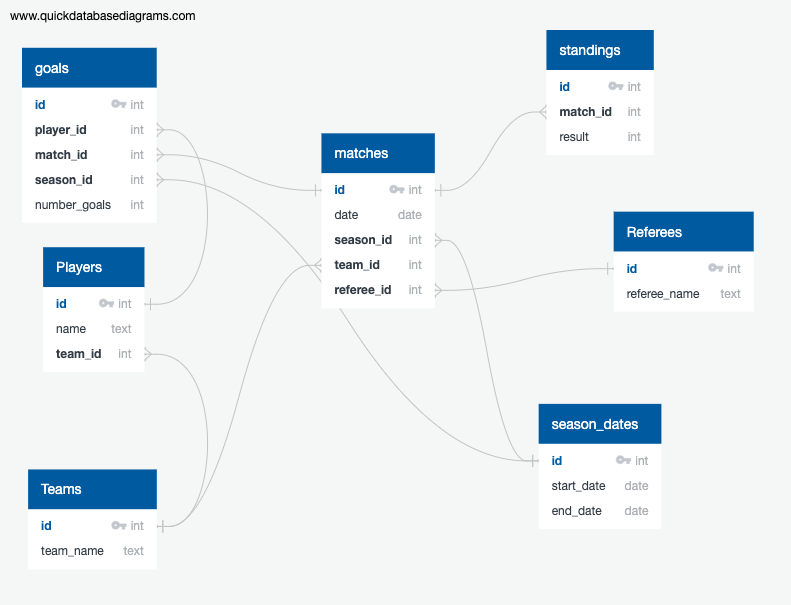 www.quickdatabasediagrams.com
goals
id int
player_id int
match_id int
season_id int
number_goals int
Players
id int
name text
team_id int
Teams
id int
team_name text
matches
id int
date date
season_id int
team_id int
referee_id int
standings
id int
match_id int
result int
Referees
id int
referee_name text
season_dates
id int
start_date date
end_date date